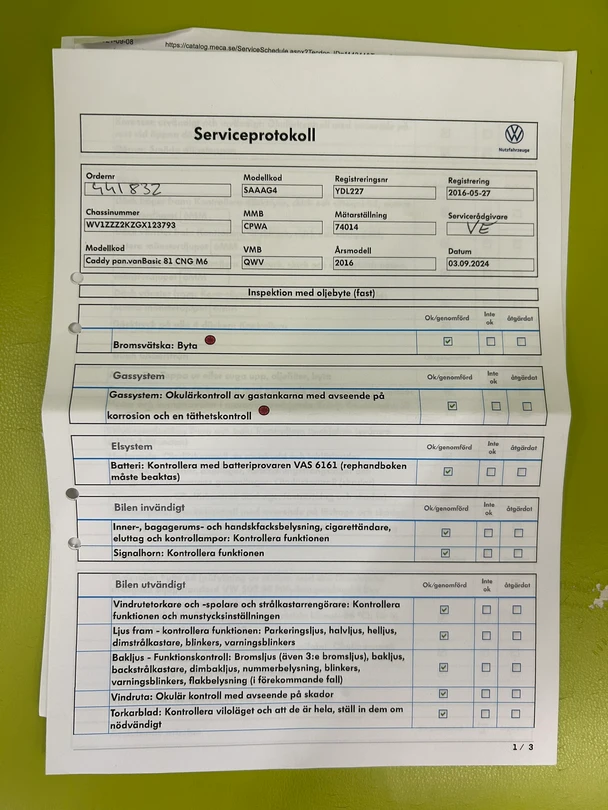 https://catalog.meca.se/ServiceSchedule.aspx?
Serviceprotokoll
Nutzfahrzeuge
Ordernr
441832
Modellkod
SAAAG4
Registreringsnr
YDL227
Registrering
2016-05-27
Chassinummer
WV1ZZZ2KZGX123793
MMB
CPWA
Mätarställning
74014
Servicerådgivare
VE
Modellkod
Caddy pan.vanBasic 81 CNG M6
VMB
QWV
Årsmodell
2016
Datum
03.09.2024
Inspektion med oljebyte (fast)
Ok/genomförd Inte ok åtgärdat
Bromsvätska: Byta
Gassystem Ok/genomförd Inte ok åtgärdat
Gassystem: Okulärkontroll av gastankarna med avseende på
korrosion och en täthetskontroll
Elsystem Ok/genomförd Inte ok åtgärdat
Batteri: Kontrollera med batteriprovaren VAS 6161 (rephandboken
måste beaktas)
Bilen invändigt Ok/genomförd Inte ok åtgärdat
Inner-, bagagerums- och handskfacksbelysning, cigarettändare,
eluttag och kontrollampor: Kontrollera funktionen
Signalhorn: Kontrollera funktionen
Bilen utvändigt Ok/genomförd Inte ok åtgärdat
Vindrutetorkare och -spolare och strålkastarrengörare: Kontrollera
funktionen och munstycksinställningen
Ljus fram - kontrollera funktionen: Parkeringsljus, halvljus, helljus,
dimstrålkastare, blinkers, varningsblinkers
Bakljus - Funktionskontroll: Bromsljus (även 3:e bromsljus), bakljus,
backstrålkastare, dimbakljus, nummerbelysning, blinkers,
varningsblinkers, flakbelysning (i förekommande fall)
Vindruta: Okulär kontroll med avseende på skador
Torkarblad: Kontrollera viloläget och att de är hela, ställ in dem om
nödvändigt
1 / 3